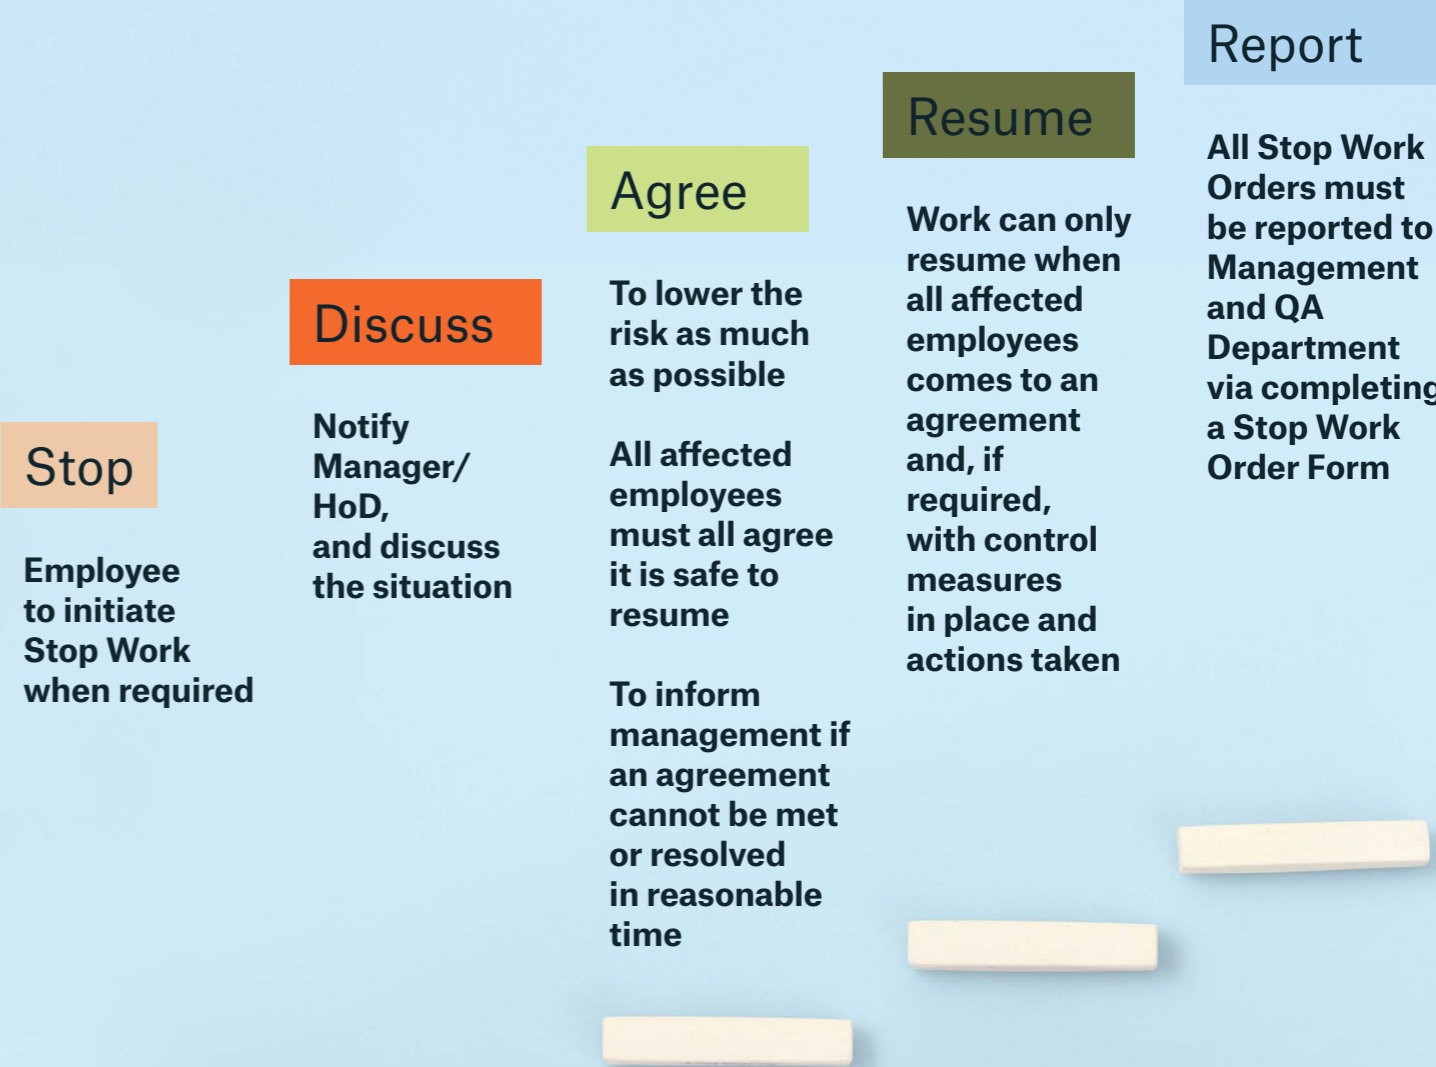 Stop
Employee
to initiate
Stop Work
when required
Discuss
Notify
Manager/
HoD,
and discuss
the situation
Agree
To lower the
risk as much
as possible
All affected
employees
must all agree
it is safe to
resume
To inform
management if
an agreement
cannot be met
or resolved
in reasonable
time
Resume
Work can only
resume when
all affected
employees
comes to an
agreement
and, if
required,
with control
measures
in place and
actions taken
Report
All Stop Work
Orders must
be reported to
Management
and QA
Department
via completing
a Stop Work
Order Form